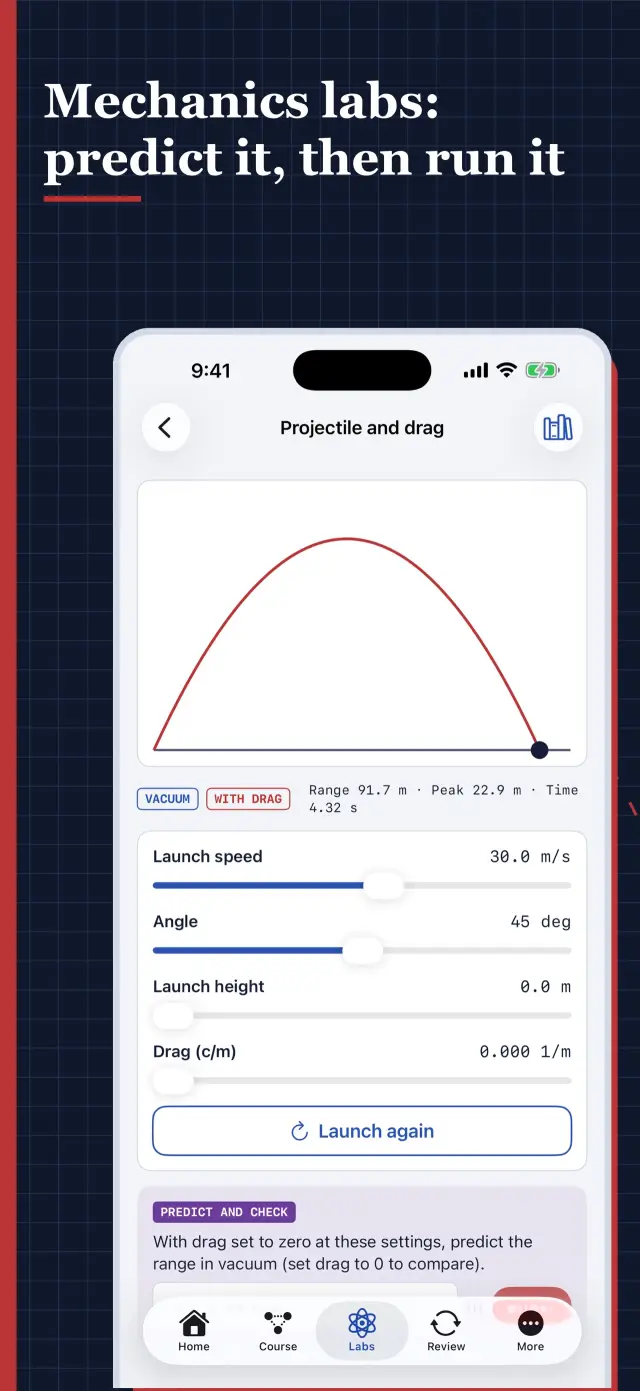 Mechanics labs:
predict it, then run it
9:41
Projectile and drag
VACUUM
WITH DRAG
Range 91.7 m · Peak 22.9 m · Time
4.32 s
Launch speed
30.0 m/s
Angle
45 deg
Launch height
0.0 m
Drag (c/m)
0.000 1/m
Launch again
PREDICT AND CHECK
With drag set to zero at these settings, predict the
range in vacuum (set drag to 0 to compare).
Home
Course
Labs
Review
More